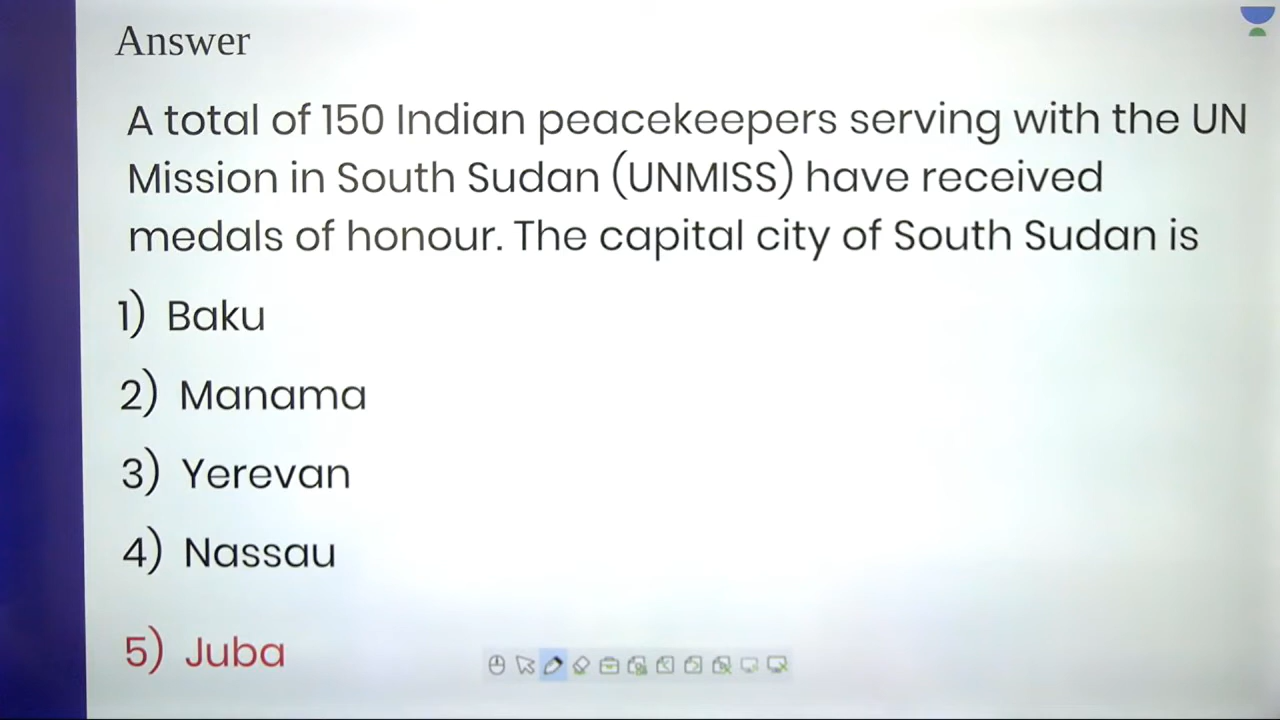 Answer
A total of 150 Indian peacekeepers serving with the UN
Mission in South Sudan (UNMISS) have received
medals of honour. The capital city of South Sudan is
1) Baku
2) Manama
3) Yerevan
4) Nassau
5) Juba